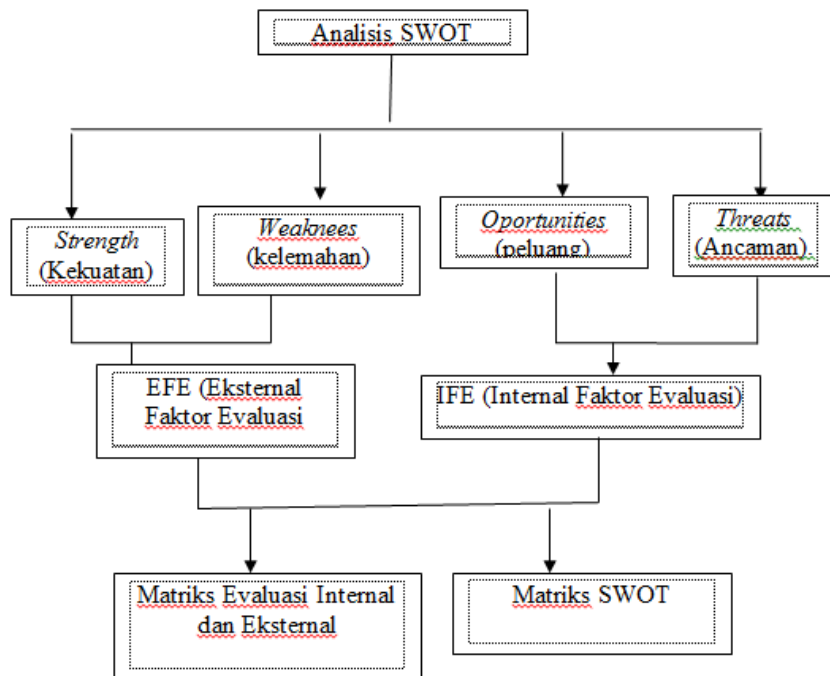 Analisis SWOT
Strength
(Kekuatan)
Weaknees
(kelemahan)
Oportunities
(peluang)
Threats
(Ancaman).
EFE (Eksternal
Faktor Evaluasi
IFE (Internal Faktor Evaluasi)
Matriks Evaluasi Internal
dan Eksternal
Matriks SWOT